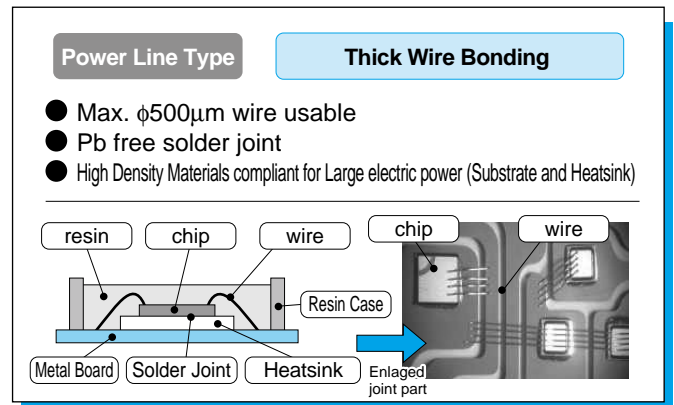 Power Line Type
Thick Wire Bonding
● Max. φ500μm wire usable
● Pb free solder joint
● High Density Materials compliant for Large electric power (Substrate and Heatsink)
resin
chip
wire
chip
wire
Resin Case
Metal Board
Solder Joint
Heatsink
Enlaged
joint part